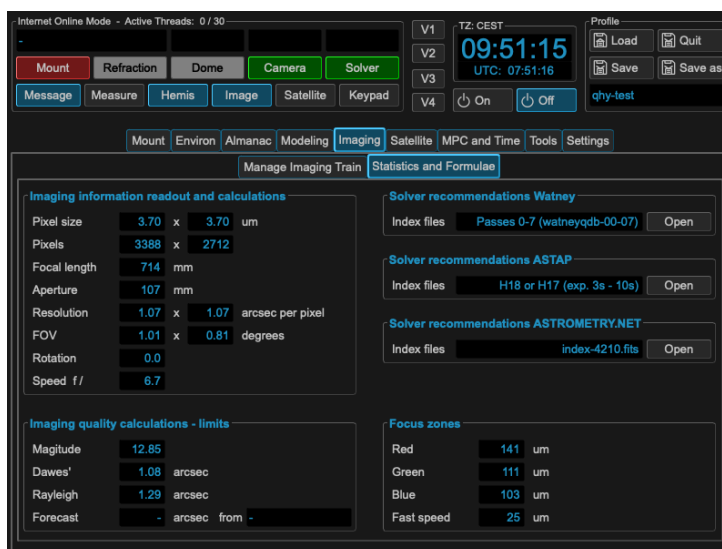 Internet Online Mode - Active Threads: 0 / 30
-
Mount Refraction Dome Camera Solver
Message Measure Hemis Image Satellite Keypad
V1
V2
V3
V4
TZ: CEST
09:51:15
UTC: 07:51:16
On Off
Profile
Load Quit
Save Save as
qhy-test
Mount Environ Almanac Modeling Imaging Satellite MPC and Time Tools Settings
Manage Imaging Train Statistics and Formulae
Imaging information readout and calculations
Pixel size 3.70 x 3.70 um
Pixels 3388 x 2712
Focal length 714 mm
Aperture 107 mm
Resolution 1.07 x 1.07 arcsec per pixel
FOV 1.01 x 0.81 degrees
Rotation 0.0
Speed f/ 6.7
Solver recommendations Watney
Index files Passes 0-7 (watneyqdb-00-07) Open
Solver recommendations ASTAP
Index files H18 or H17 (exp. 3s - 10s) Open
Solver recommendations ASTROMETRY.NET
Index files index-4210.fits Open
Imaging quality calculations - limits
Magitude 12.85
Dawes' 1.08 arcsec
Rayleigh 1.29 arcsec
Forecast - arcsec from -
Focus zones
Red 141 um
Green 111 um
Blue 103 um
Fast speed 25 um